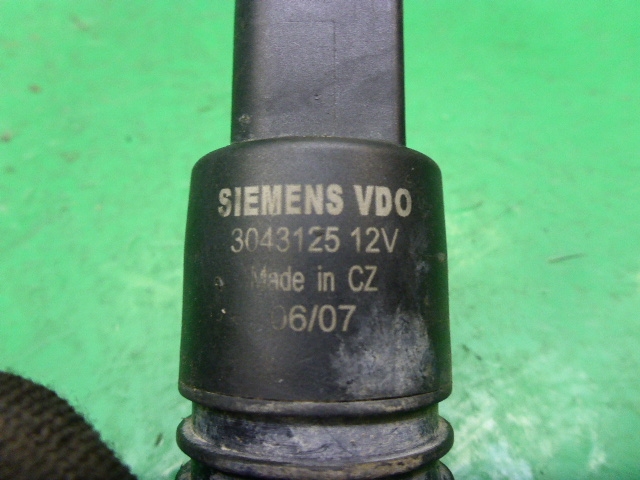 SIEMENS VDO
3043125 12V
Made in CZ
06/07